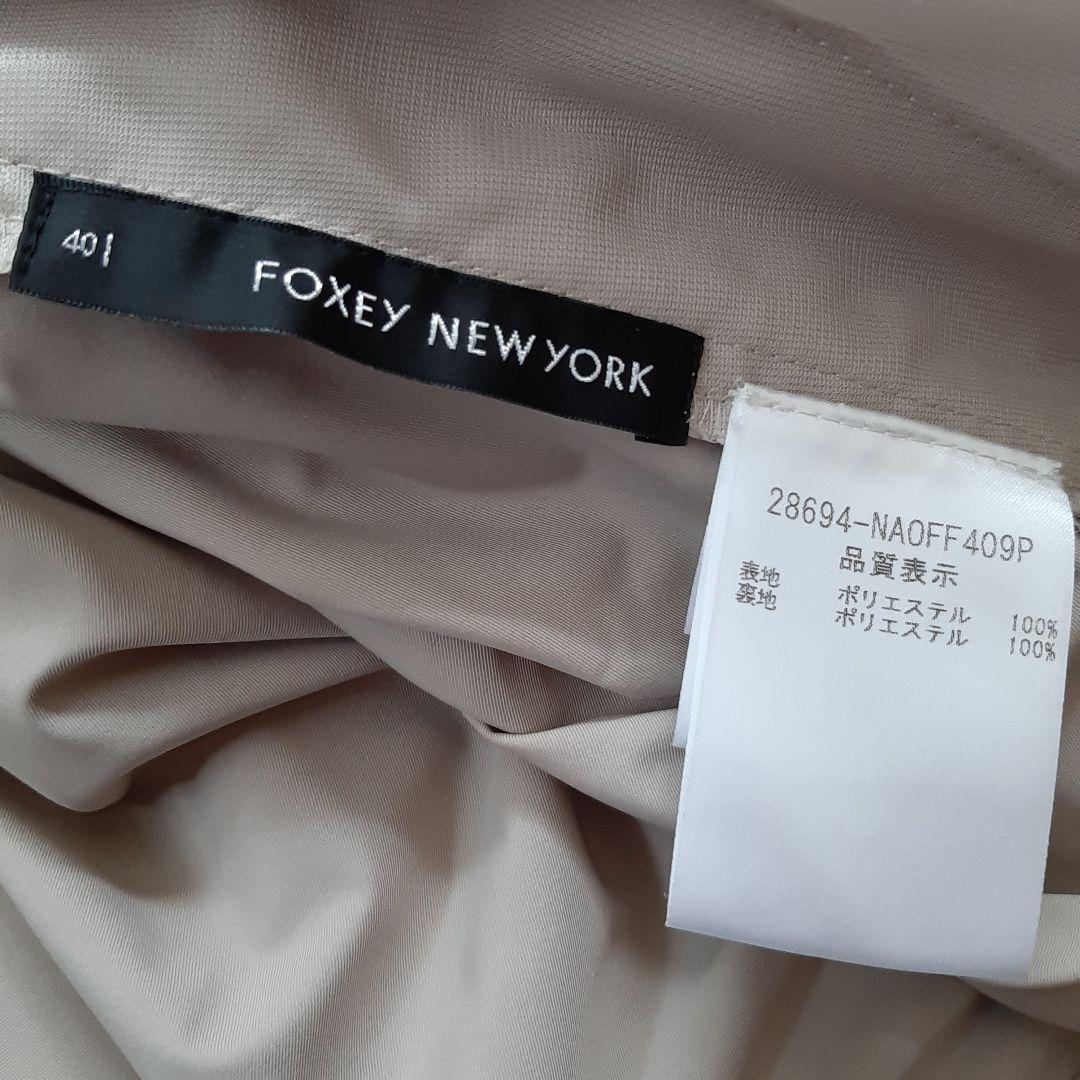 40
FOXEY NEW YORK
28694-NA0FF409P
品質表示
表地 ポリエステル 100%
裏地 ポリエステル 100%